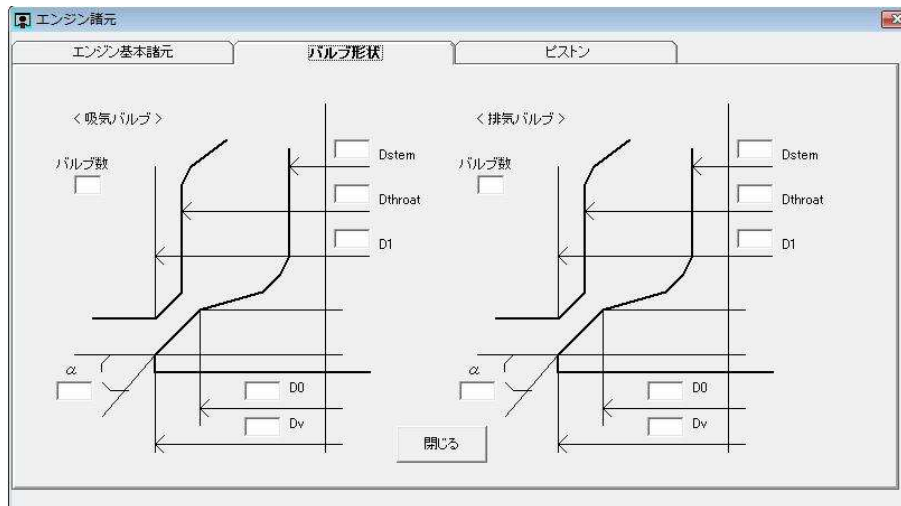 エンジン諸元
エンジン基本諸元
バルブ形状
ピストン
< 吸気バルブ >
バルブ数
Dstem
Dthroat
D1
α
D0
Dv
< 排気バルブ >
バルブ数
Dstem
Dthroat
D1
α
D0
Dv
閉じる